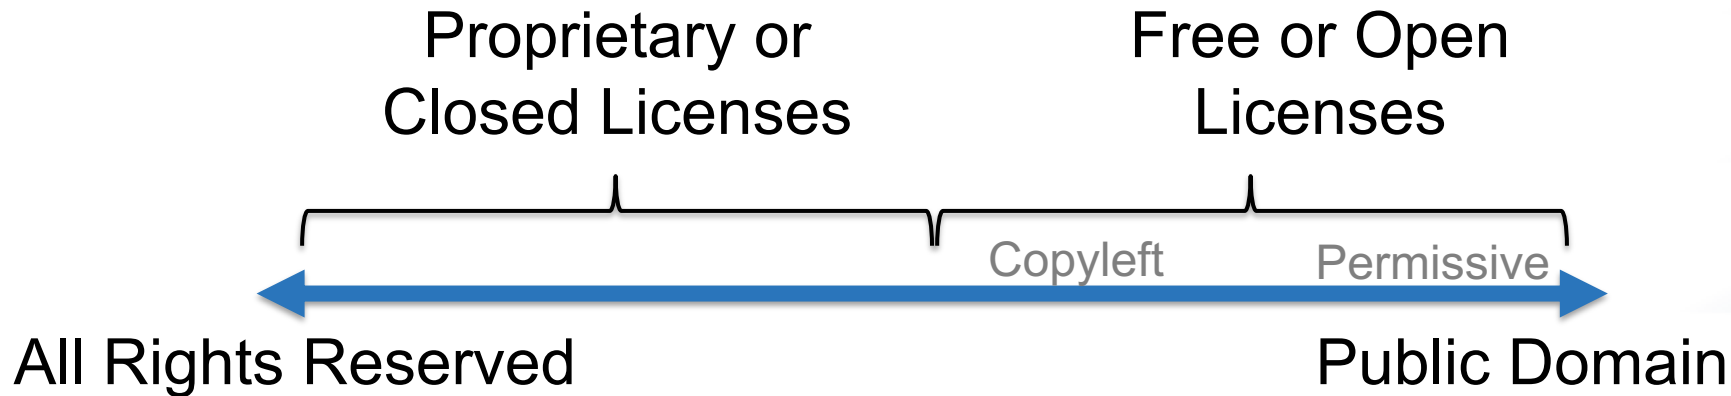 Proprietary or
Closed Licenses
Free or Open
Licenses
Copyleft
Permissive
All Rights Reserved
Public Domain